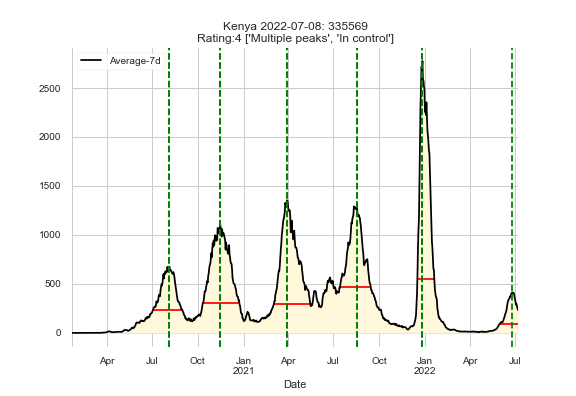 Kenya 2022-07-08: 335569
Rating:4 ['Multiple peaks', 'In control']
Average-7d
2500
2000
1500
1000
500
0
Apr Jul Oct Jan Apr Jul Oct Jan Apr Jul
2021 2022
Date